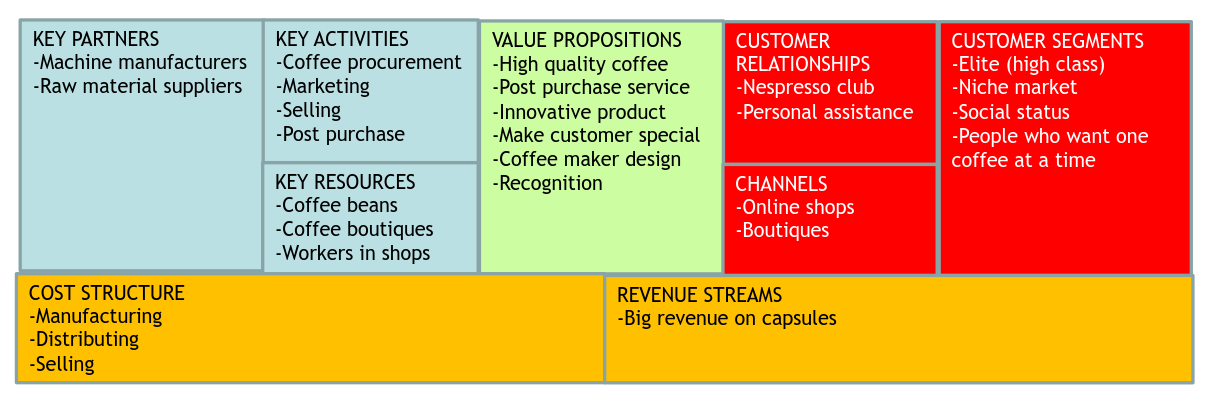 KEY PARTNERS
-Machine manufacturers
-Raw material suppliers
KEY ACTIVITIES
-Coffee procurement
-Marketing
-Selling
-Post purchase
KEY RESOURCES
-Coffee beans
-Coffee boutiques
-Workers in shops
VALUE PROPOSITIONS
-High quality coffee
-Post purchase service
-Innovative product
-Make customer special
-Coffee maker design
-Recognition
CUSTOMER
RELATIONSHIPS
-Nespresso club
-Personal assistance
CHANNELS
-Online shops
-Boutiques
CUSTOMER SEGMENTS
-Elite (high class)
-Niche market
-Social status
-People who want one
coffee at a time
COST STRUCTURE
-Manufacturing
-Distributing
-Selling
REVENUE STREAMS
-Big revenue on capsules